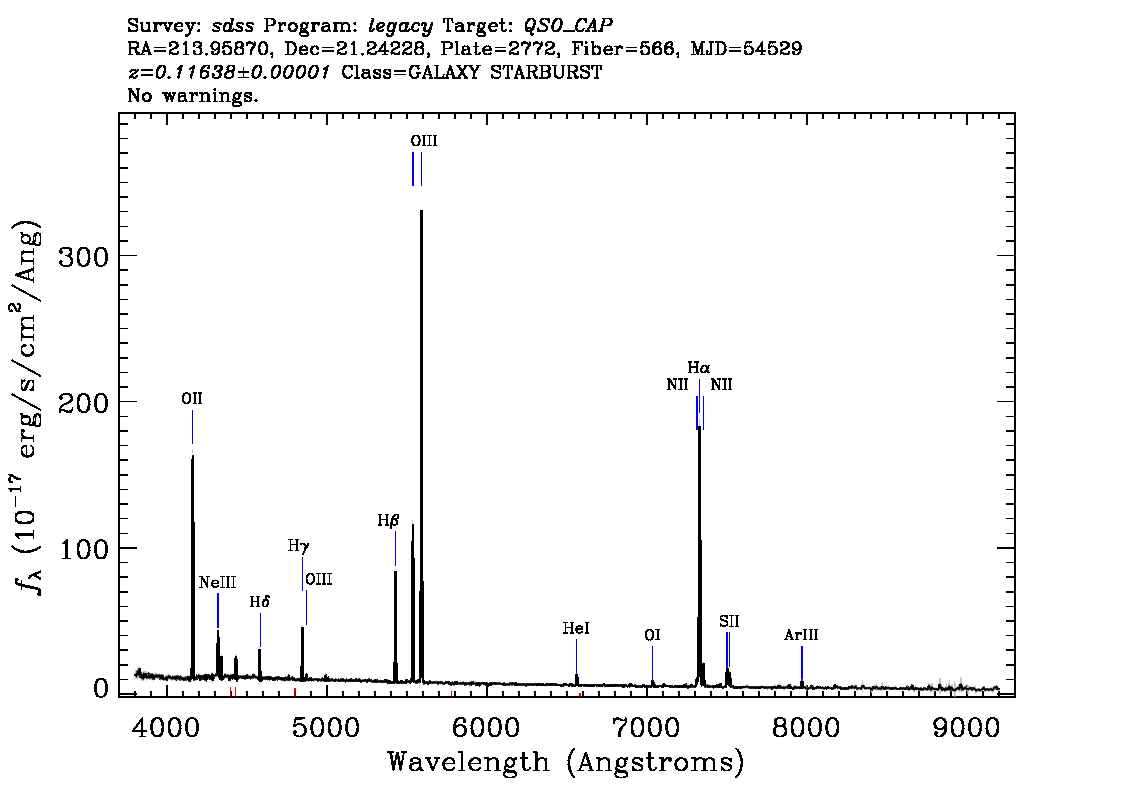 Survey: sdss Program: legacy Target: QSO_CAP
RA=213.95870, Dec=21.24228, Plate=2772, Fiber=566, MJD=54529
z=0.11638±0.00001 Class=GALAXY STARBURST
No warnings.
OIII
300
Hα
NII NII
200
OII
Hβ
100
Hγ
OIII
NeIII
Hδ
HeI
OI
SII
ArIII
0
f_λ (10^−17 erg/s/cm^2/Ang)
4000 5000 6000 7000 8000 9000
Wavelength (Angstroms)